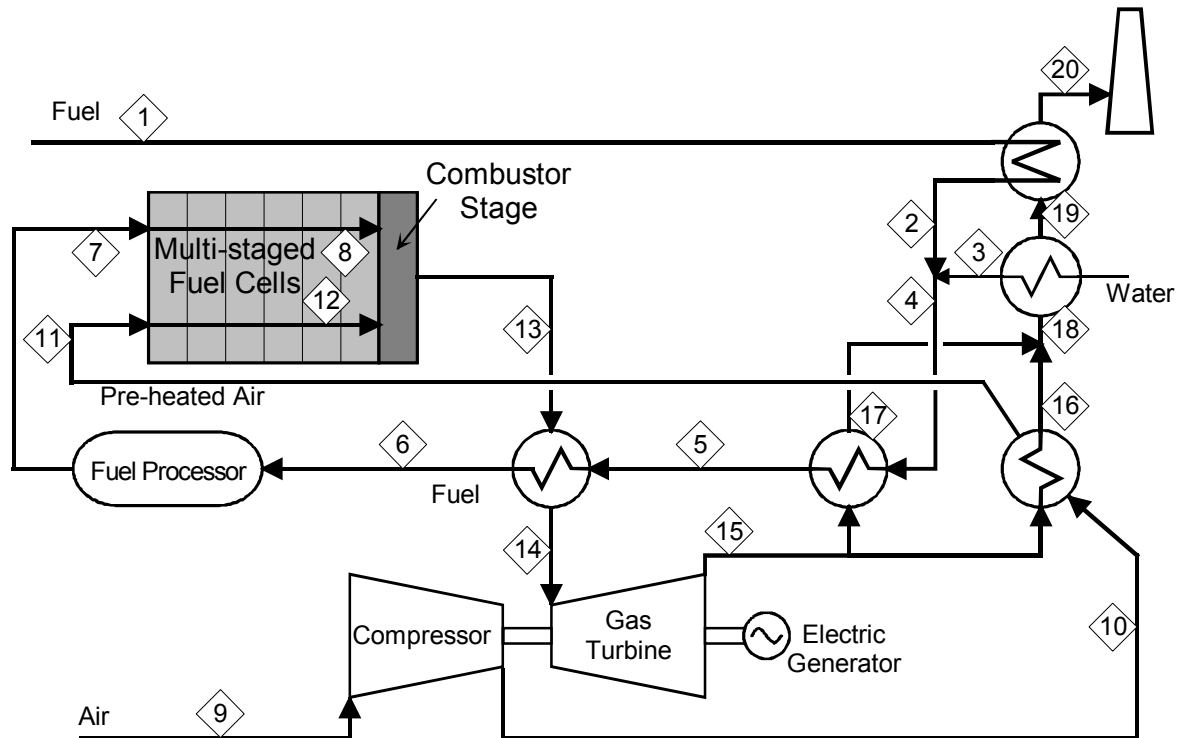 20
Fuel
1
Combustor
Stage
2
19
7
Multi-staged
Fuel Cells
8
3
Water
12
4
11
13
18
Pre-heated Air
16
17
6
5
Fuel Processor
Fuel
14
15
Compressor
Gas
Turbine
Electric
Generator
10
Air
9